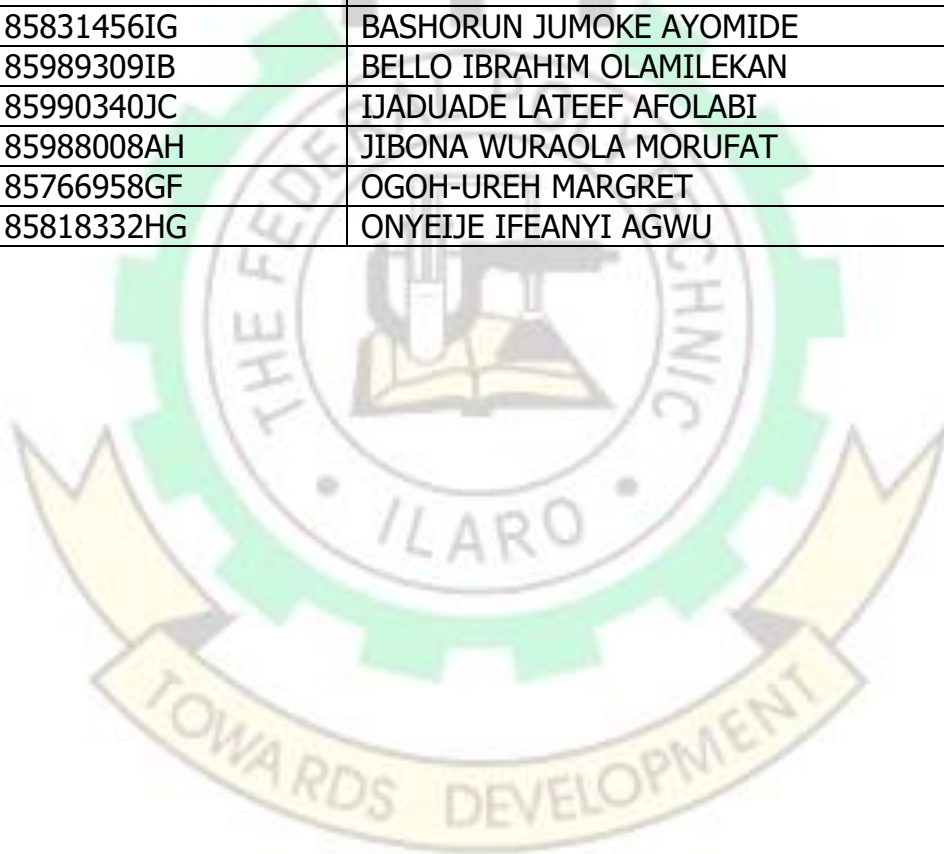 85831456IG BASHORUN JUMOKE AYOMIDE
85989309IB BELLO IBRAHIM OLAMILEKAN
85990340JC IJADUADE LATEEF AFOLABI
85988008AH JIBONA WURAOLA MORUFAT
85766958GF OGOH-UREH MARGRET
85818332HG ONYEIJE IFEANYI AGWU
THE FEDERAL POLYTECHNIC
ILARO
TOWARDS DEVELOPMENT